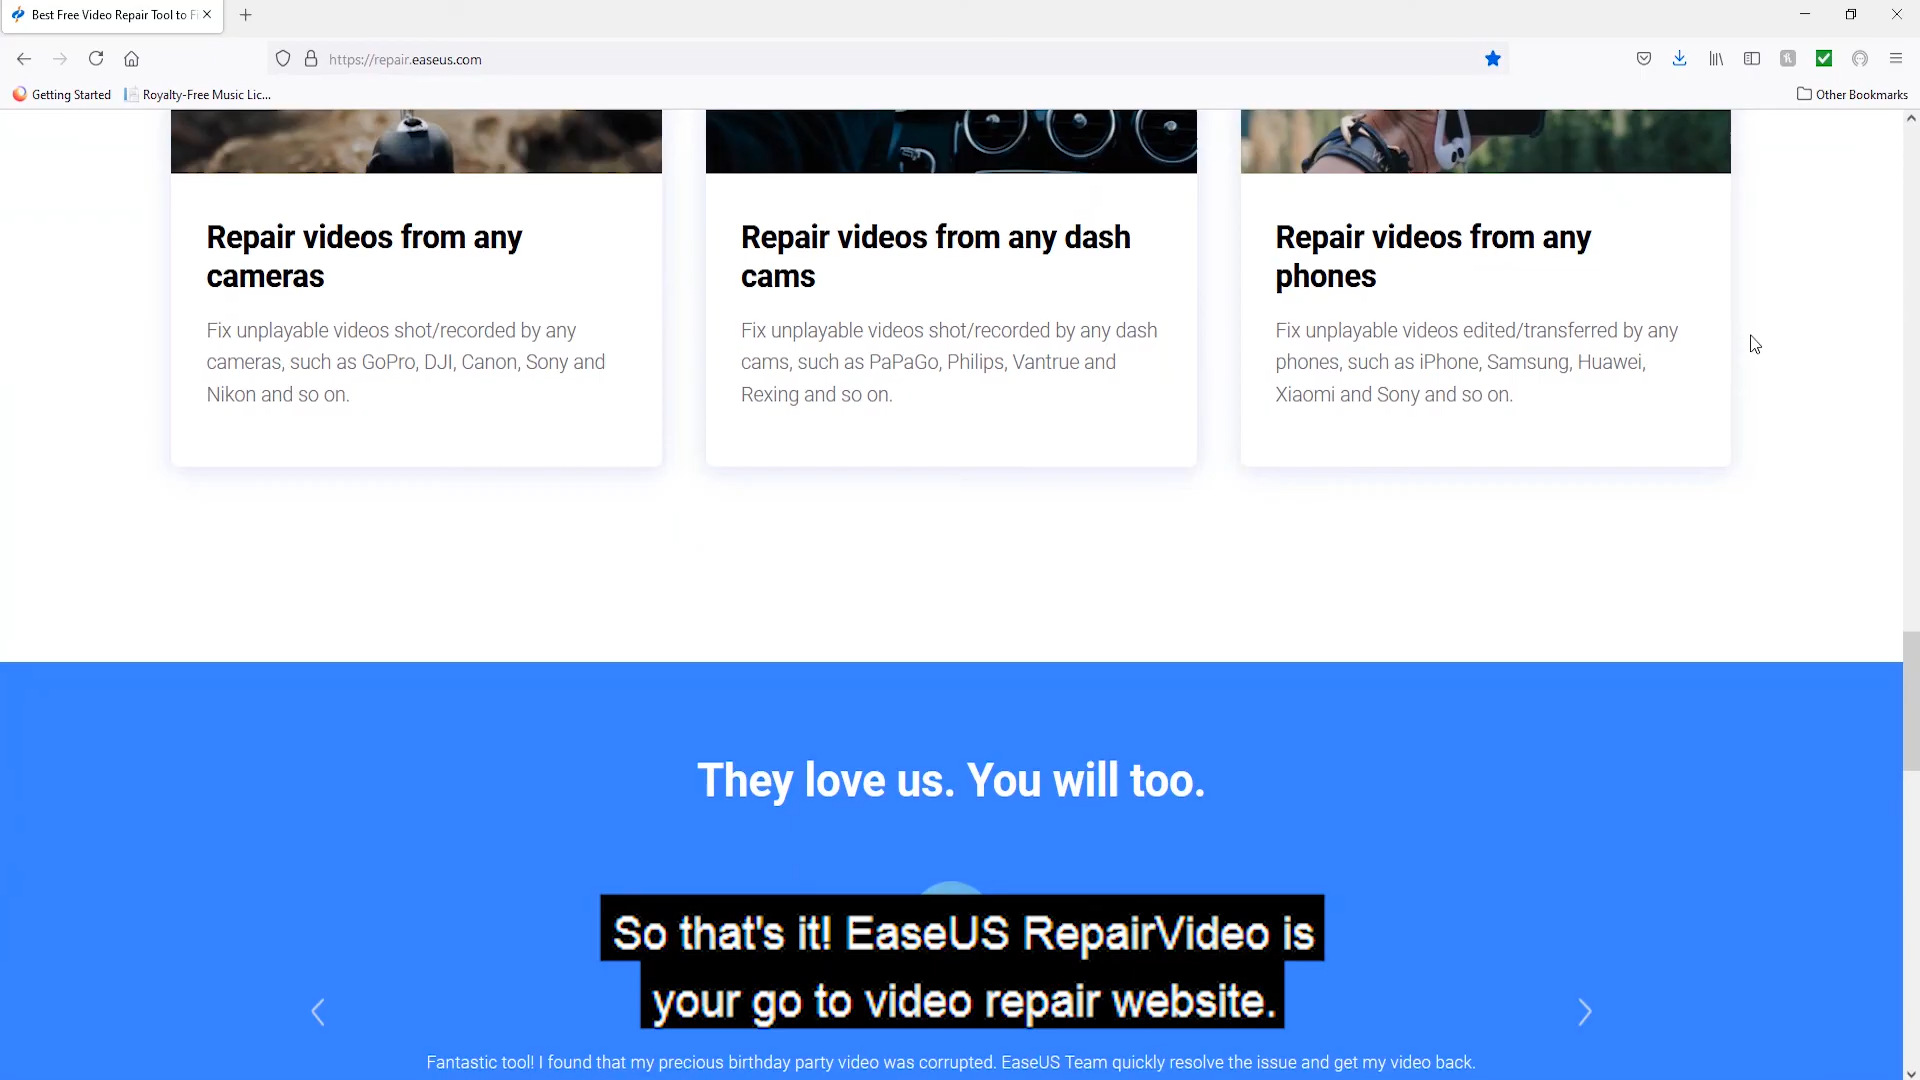 Best Free Video Repair Tool to Fi
https://repair.easeus.com
Getting Started
Royalty-Free Music Lic...
Other Bookmarks
Repair videos from any
cameras
Fix unplayable videos shot/recorded by any
cameras, such as GoPro, DJI, Canon, Sony and
Nikon and so on.
Repair videos from any dash
cams
Fix unplayable videos shot/recorded by any dash
cams, such as PaPaGo, Philips, Vantrue and
Rexing and so on.
Repair videos from any
phones
Fix unplayable videos edited/transferred by any
phones, such as iPhone, Samsung, Huawei,
Xiaomi and Sony and so on.
They love us. You will too.
So that's it! EaseUS RepairVideo is
your go to video repair website.
Fantastic tool! I found that my precious birthday party video was corrupted. EaseUS Team quickly resolve the issue and get my video back.